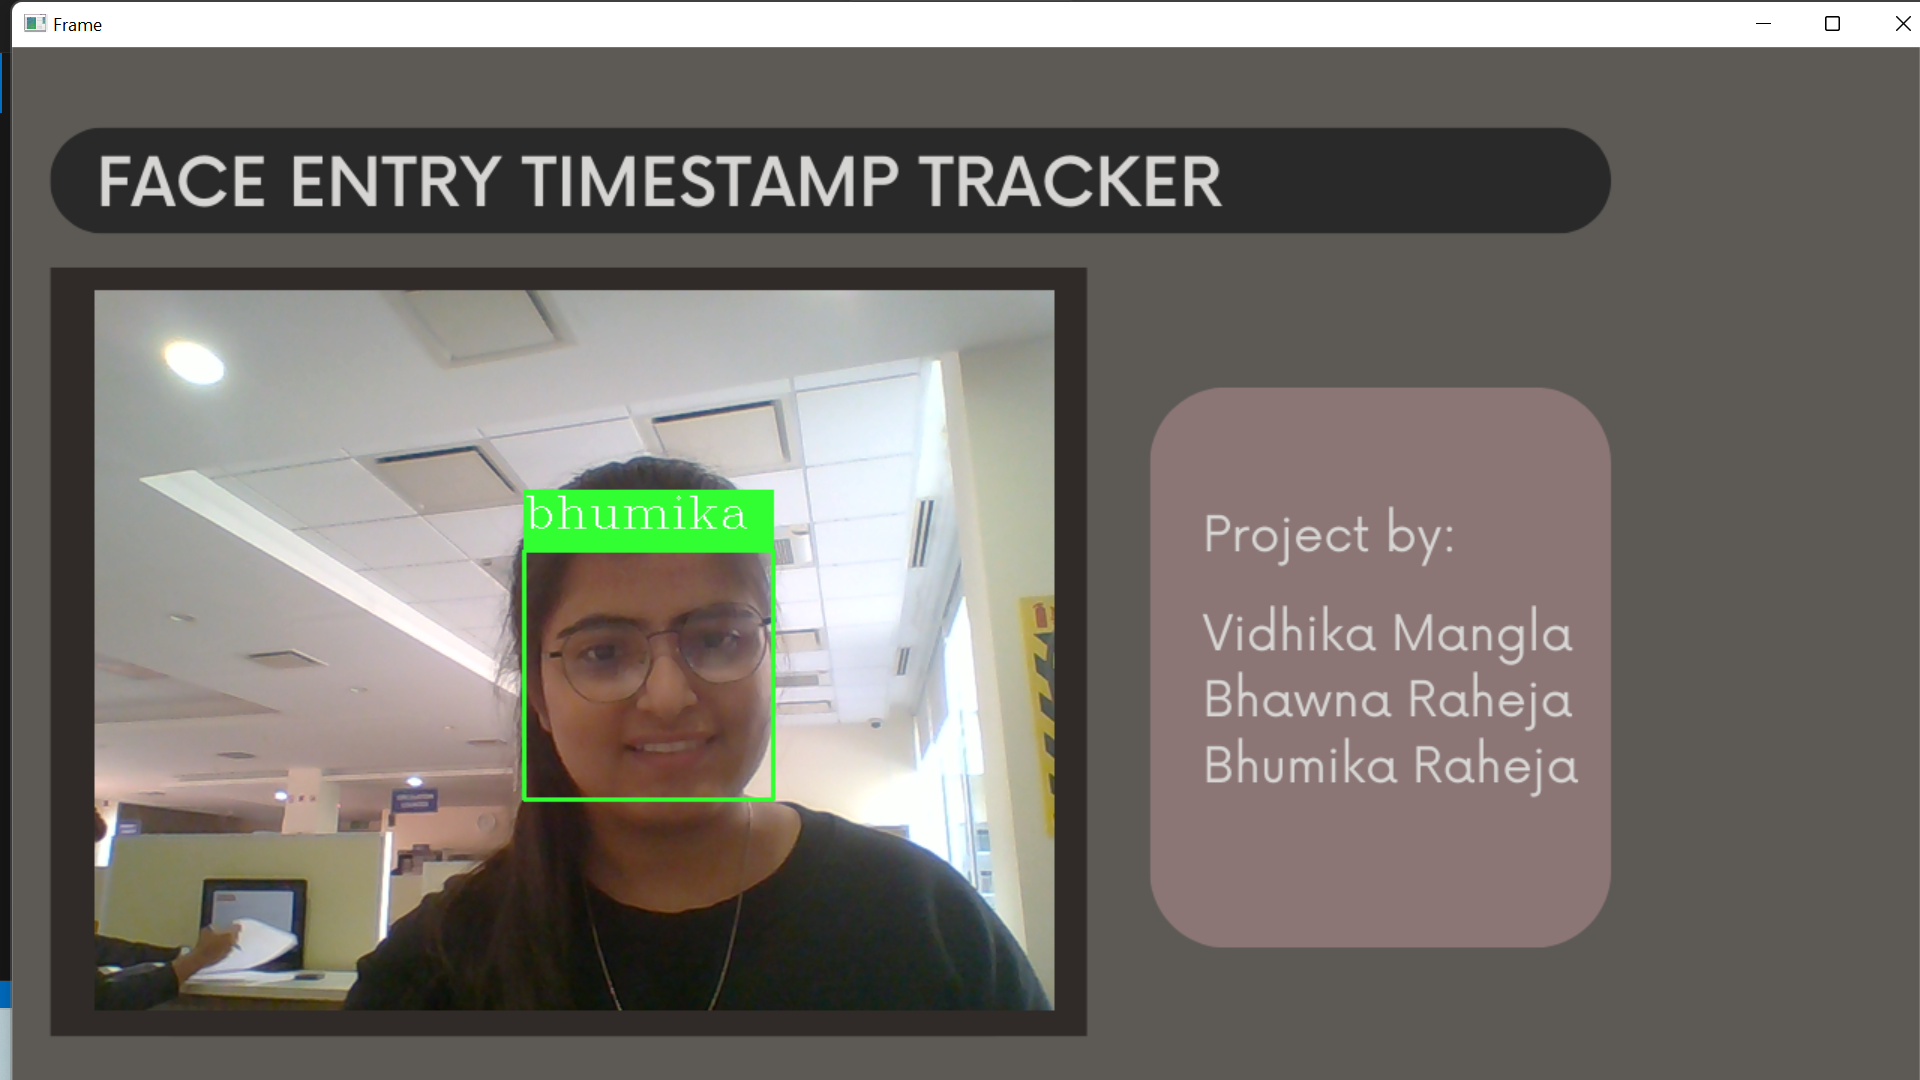 Frame
FACE ENTRY TIMESTAMP TRACKER
bhumika
Project by:
Vidhika Mangla
Bhawna Raheja
Bhumika Raheja